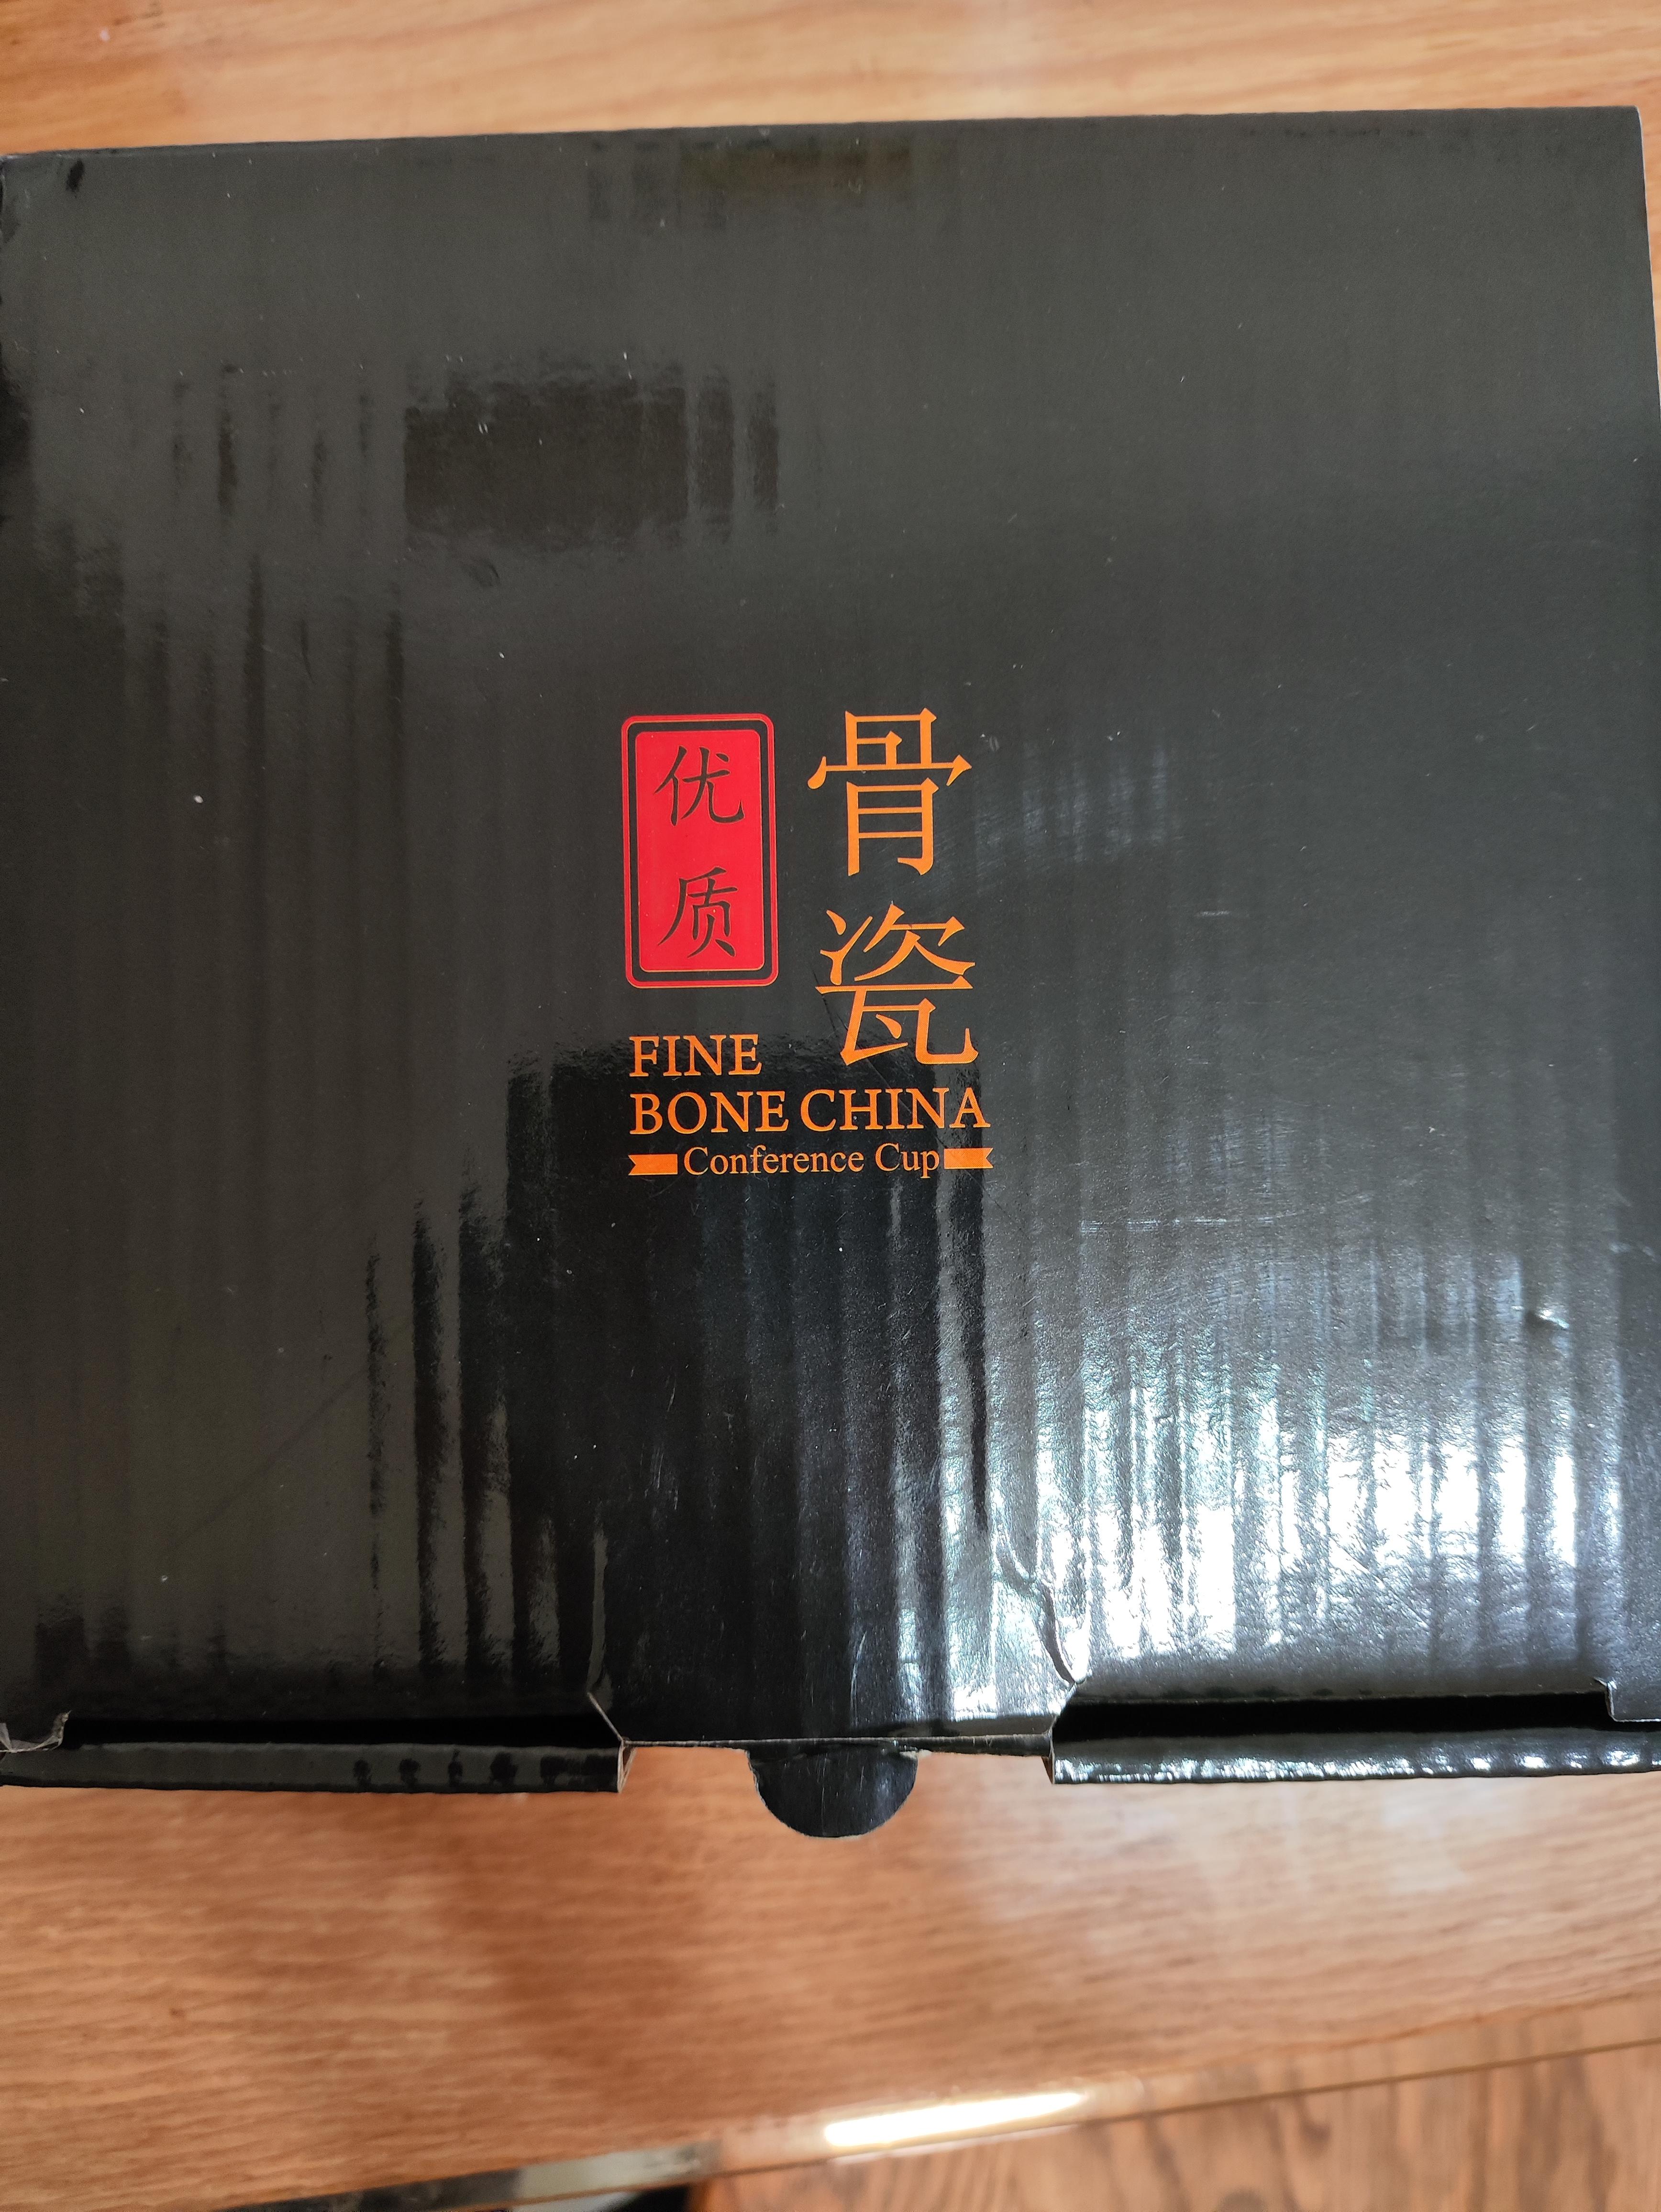 骨瓷
优质
FINE
BONE CHINA
Conference Cup